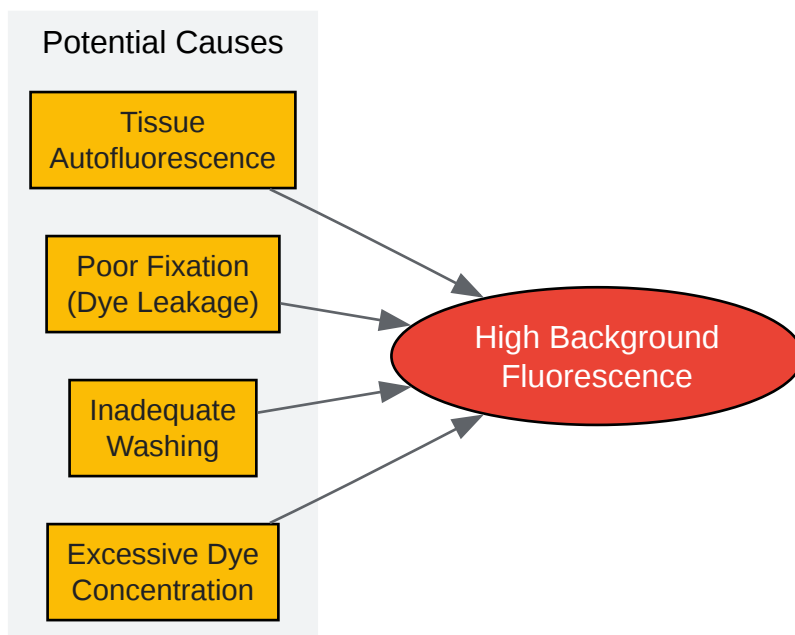 Potential Causes
Tissue
Autofluorescence
Poor Fixation
(Dye Leakage)
Inadequate
Washing
Excessive Dye
Concentration
High Background
Fluorescence